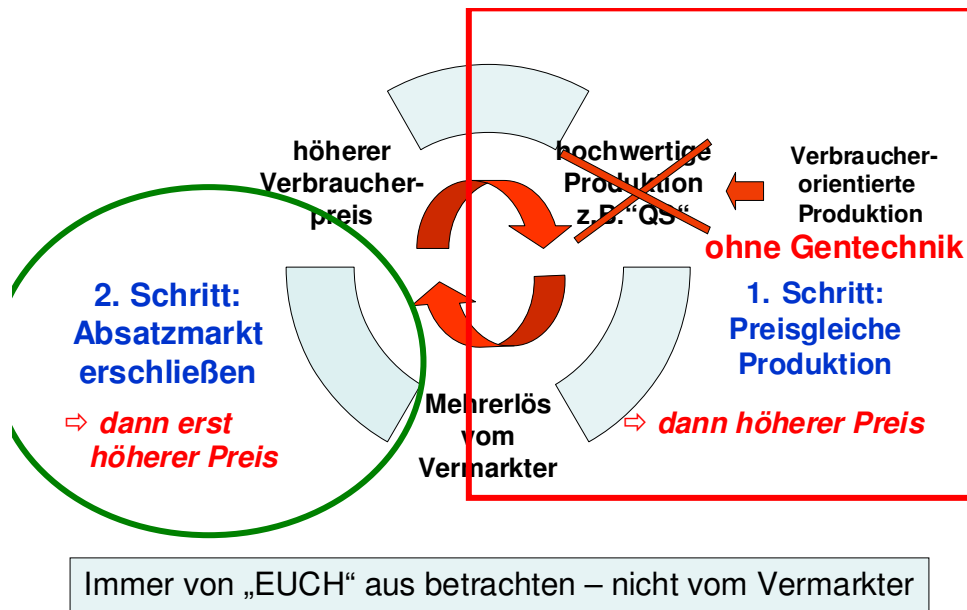 höherer
Verbraucher-
preis
hochwertige
Produktion
z.B.“QS“
Verbraucher-
orientierte
Produktion
ohne Gentechnik
2. Schritt:
Absatzmarkt
erschließen
⇨ dann erst
höherer Preis
1. Schritt:
Preisgleiche
Produktion
⇨ dann höherer Preis
Mehrerlös
vom
Vermarkter
Immer von „EUCH“ aus betrachten – nicht vom Vermarkter